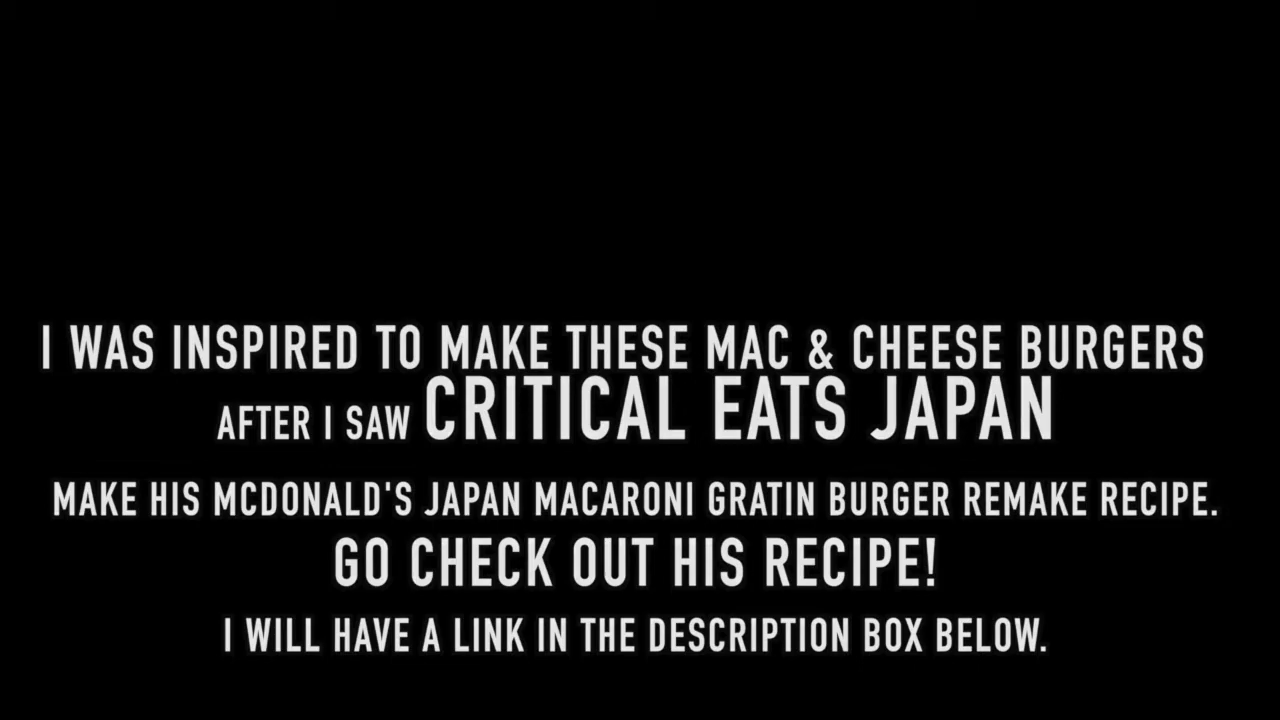 I WAS INSPIRED TO MAKE THESE MAC & CHEESE BURGERS
AFTER I SAW CRITICAL EATS JAPAN
MAKE HIS MCDONALD'S JAPAN MACARONI GRATIN BURGER REMAKE RECIPE.
GO CHECK OUT HIS RECIPE!
I WILL HAVE A LINK IN THE DESCRIPTION BOX BELOW.